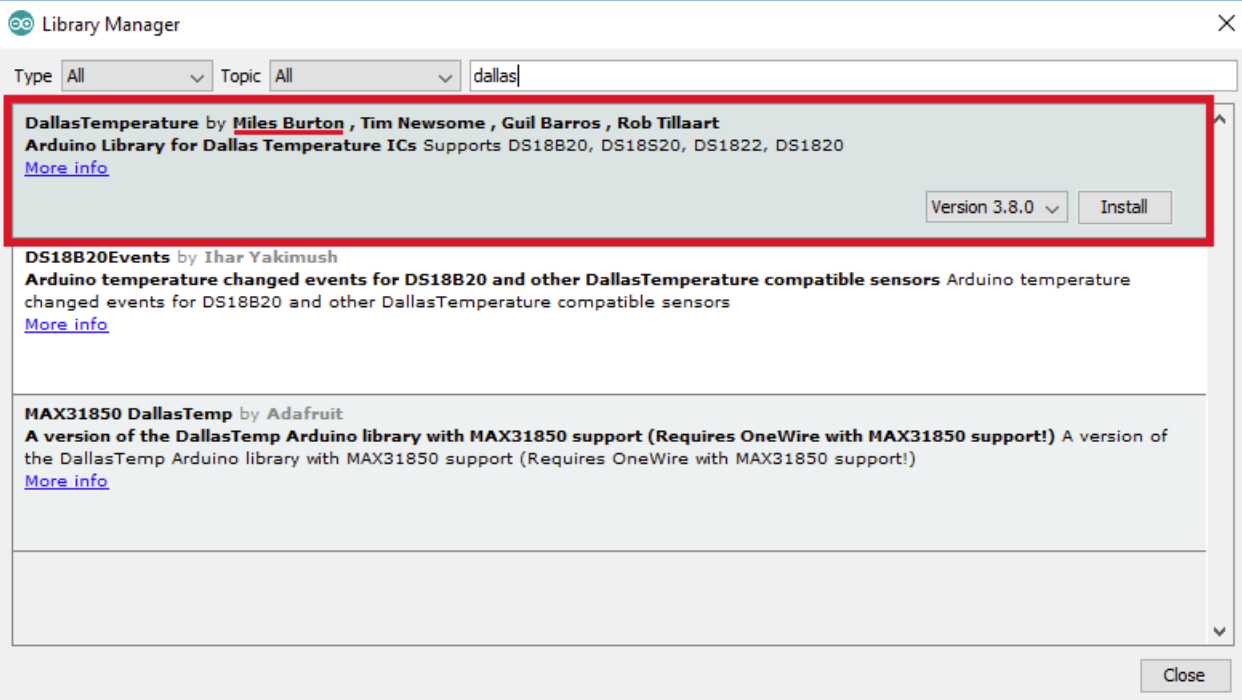 Library Manager
Type All Topic All dallas
DallasTemperature by Miles Burton , Tim Newsome , Guil Barros , Rob Tillaart
Arduino Library for Dallas Temperature ICs Supports DS18B20, DS18S20, DS1822, DS1820
More info
Version 3.8.0 Install
DS18B20Events by Ihar Yakimush
Arduino temperature changed events for DS18B20 and other DallasTemperature compatible sensors Arduino temperature
changed events for DS18B20 and other DallasTemperature compatible sensors
More info
MAX31850 DallasTemp by Adafruit
A version of the DallasTemp Arduino library with MAX31850 support (Requires OneWire with MAX31850 support!) A version of
the DallasTemp Arduino library with MAX31850 support (Requires OneWire with MAX31850 support!)
More info
Close